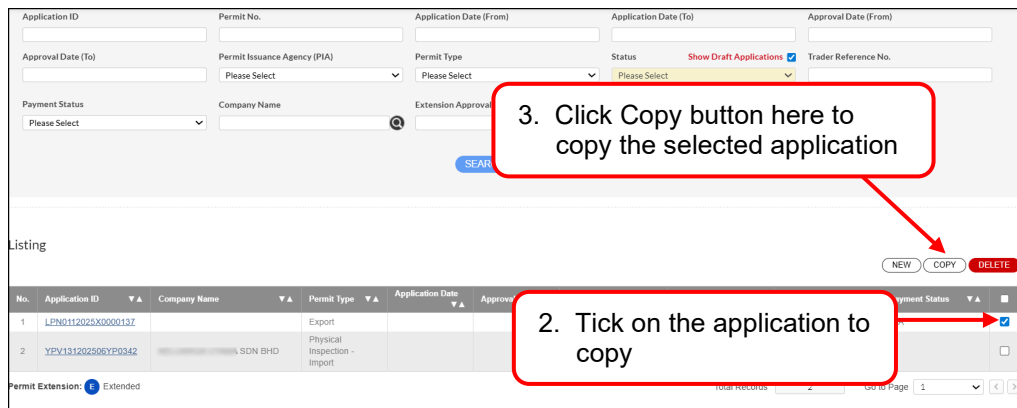 Application ID Permit No. Application Date (From) Application Date (To) Approval Date (From)
Approval Date (To) Permit Issuance Agency (PIA) Permit Type Status Show Draft Applications Trader Reference No.
Please Select Please Select Please Select
Payment Status Company Name Extension Approval
Please Select
3. Click Copy button here to
copy the selected application
SEAR
Listing
NEW COPY DELETE
No. Application ID Company Name Permit Type Application Date Approval yment Status
1 LPN0112025X0000137 Export
2. Tick on the application to
copy
2 YPV131202506YP0342 SDN BHD Physical
Inspection -
Import
Permit Extension: E Extended Total Records 2 Go to Page 1